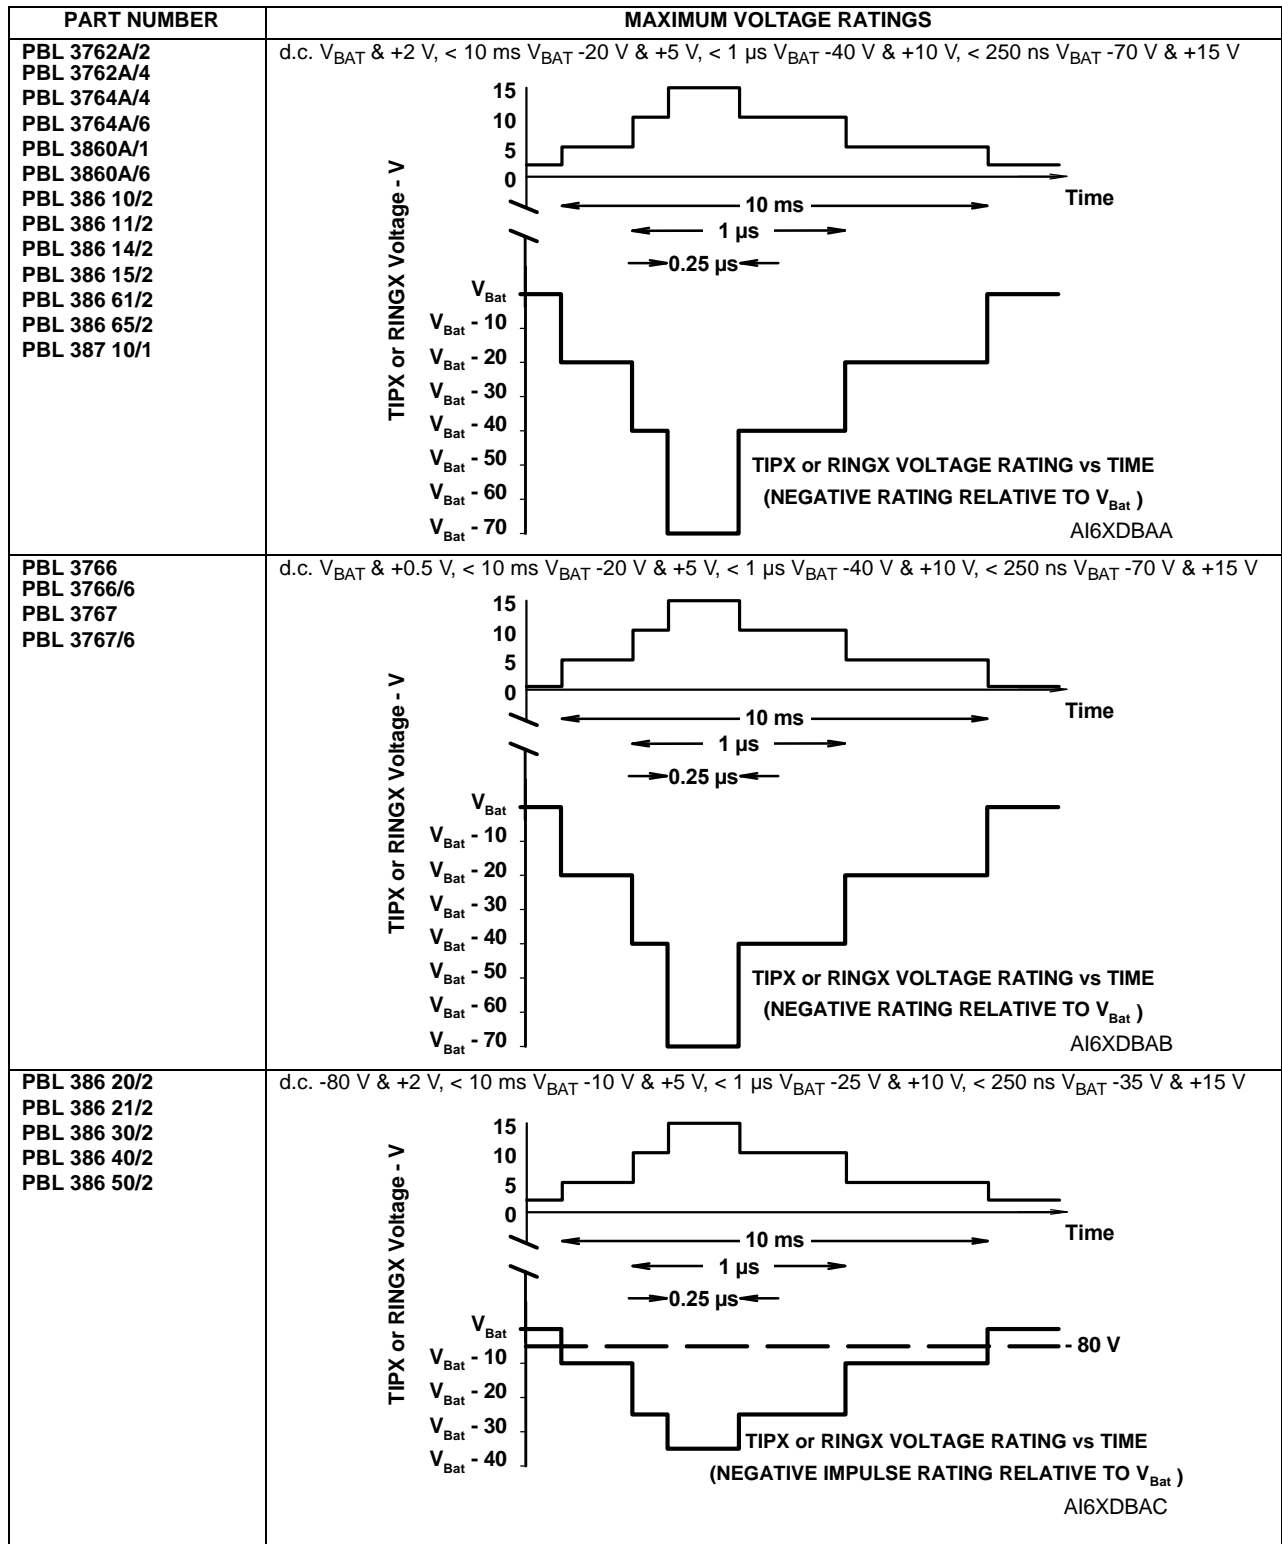 PART NUMBER
MAXIMUM VOLTAGE RATINGS
PBL 3762A/2
PBL 3762A/4
PBL 3764A/4
PBL 3764A/6
PBL 3860A/1
PBL 3860A/6
PBL 386 10/2
PBL 386 11/2
PBL 386 14/2
PBL 386 15/2
PBL 386 61/2
PBL 386 65/2
PBL 387 10/1
d.c. VBAT & +2 V, < 10 ms VBAT -20 V & +5 V, < 1 µs VBAT -40 V & +10 V, < 250 ns VBAT -70 V & +15 V
TIPX or RINGX Voltage - V
15
10
5
0
Time
10 ms
1 µs
0.25 µs
VBat
VBat - 10
VBat - 20
VBat - 30
VBat - 40
VBat - 50
VBat - 60
VBat - 70
TIPX or RINGX VOLTAGE RATING vs TIME
(NEGATIVE RATING RELATIVE TO VBat )
AI6XDBAA
PBL 3766
PBL 3766/6
PBL 3767
PBL 3767/6
d.c. VBAT & +0.5 V, < 10 ms VBAT -20 V & +5 V, < 1 µs VBAT -40 V & +10 V, < 250 ns VBAT -70 V & +15 V
TIPX or RINGX Voltage - V
15
10
5
0
Time
10 ms
1 µs
0.25 µs
VBat
VBat - 10
VBat - 20
VBat - 30
VBat - 40
VBat - 50
VBat - 60
VBat - 70
TIPX or RINGX VOLTAGE RATING vs TIME
(NEGATIVE RATING RELATIVE TO VBat )
AI6XDBAB
PBL 386 20/2
PBL 386 21/2
PBL 386 30/2
PBL 386 40/2
PBL 386 50/2
d.c. -80 V & +2 V, < 10 ms VBAT -10 V & +5 V, < 1 µs VBAT -25 V & +10 V, < 250 ns VBAT -35 V & +15 V
TIPX or RINGX Voltage - V
15
10
5
0
Time
10 ms
1 µs
0.25 µs
VBat
- 80 V
VBat - 10
VBat - 20
VBat - 30
VBat - 40
TIPX or RINGX VOLTAGE RATING vs TIME
(NEGATIVE IMPULSE RATING RELATIVE TO VBat )
AI6XDBAC